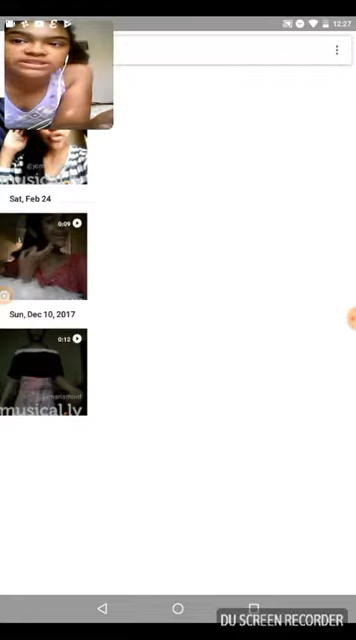 12:27
musical.ly
Sat, Feb 24
0:09
Sun, Dec 10, 2017
0:12
musical.ly
DU SCREEN RECORDER